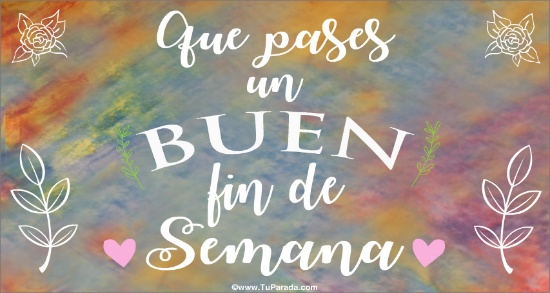 Que pases
un
BUEN
fin de
Semana
©www.TuParada.com